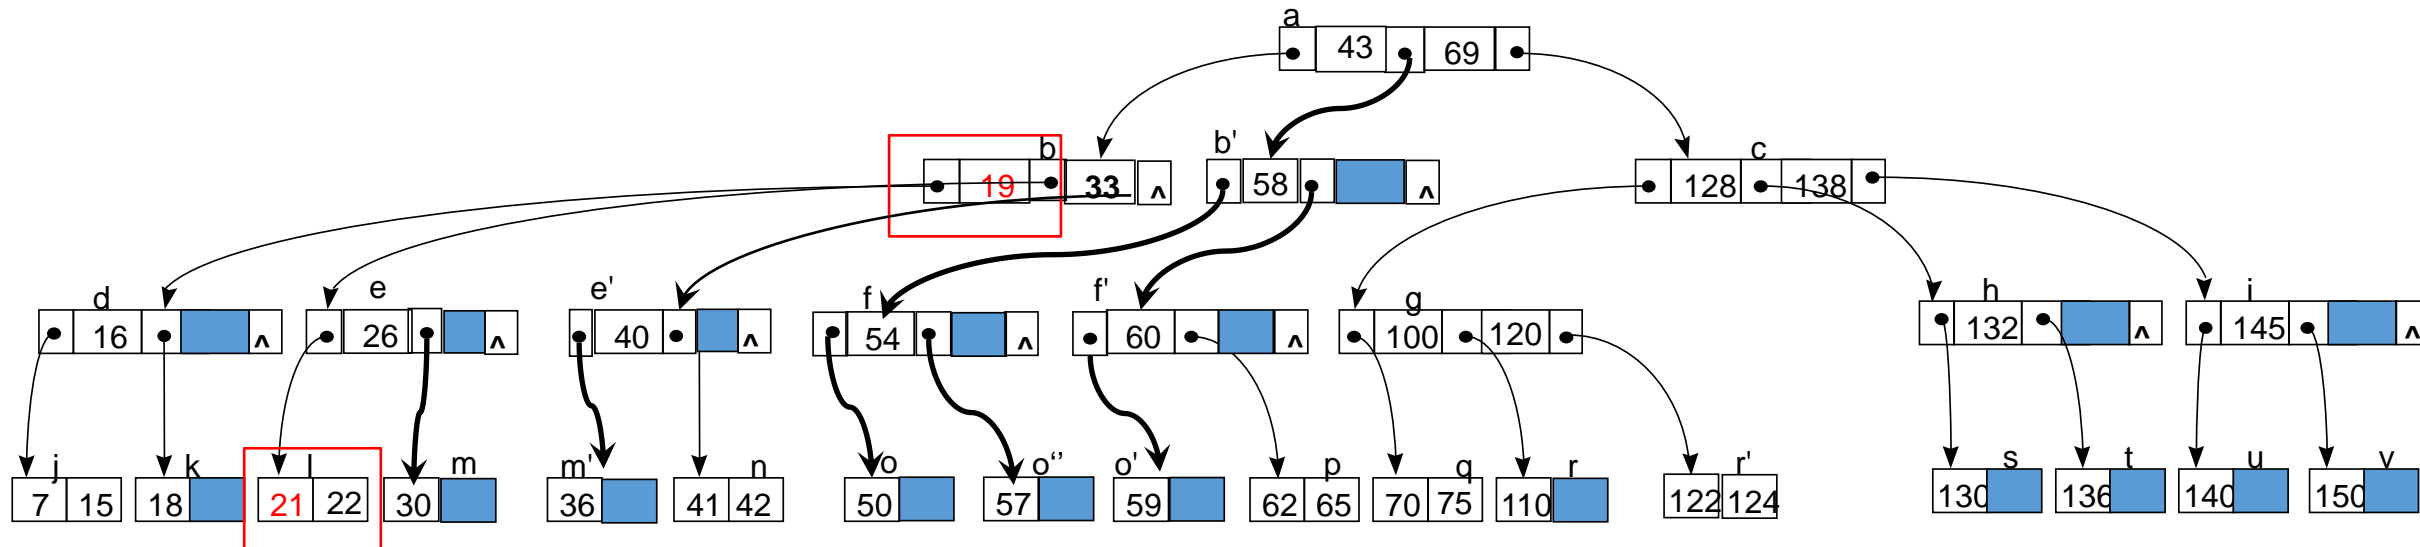 a
43 69
b b' c
19 33 ^ 58 ^ 128 138
d e e' f f' g h i
16 ^ 26 ^ 40 ^ 54 ^ 60 ^ 100 120 132 ^ 145 ^
j k l m m' n o o‘’ o' p q r r' s t u v
7 15 18 21 22 30 36 41 42 50 57 59 62 65 70 75 110 122 124 130 136 140 150